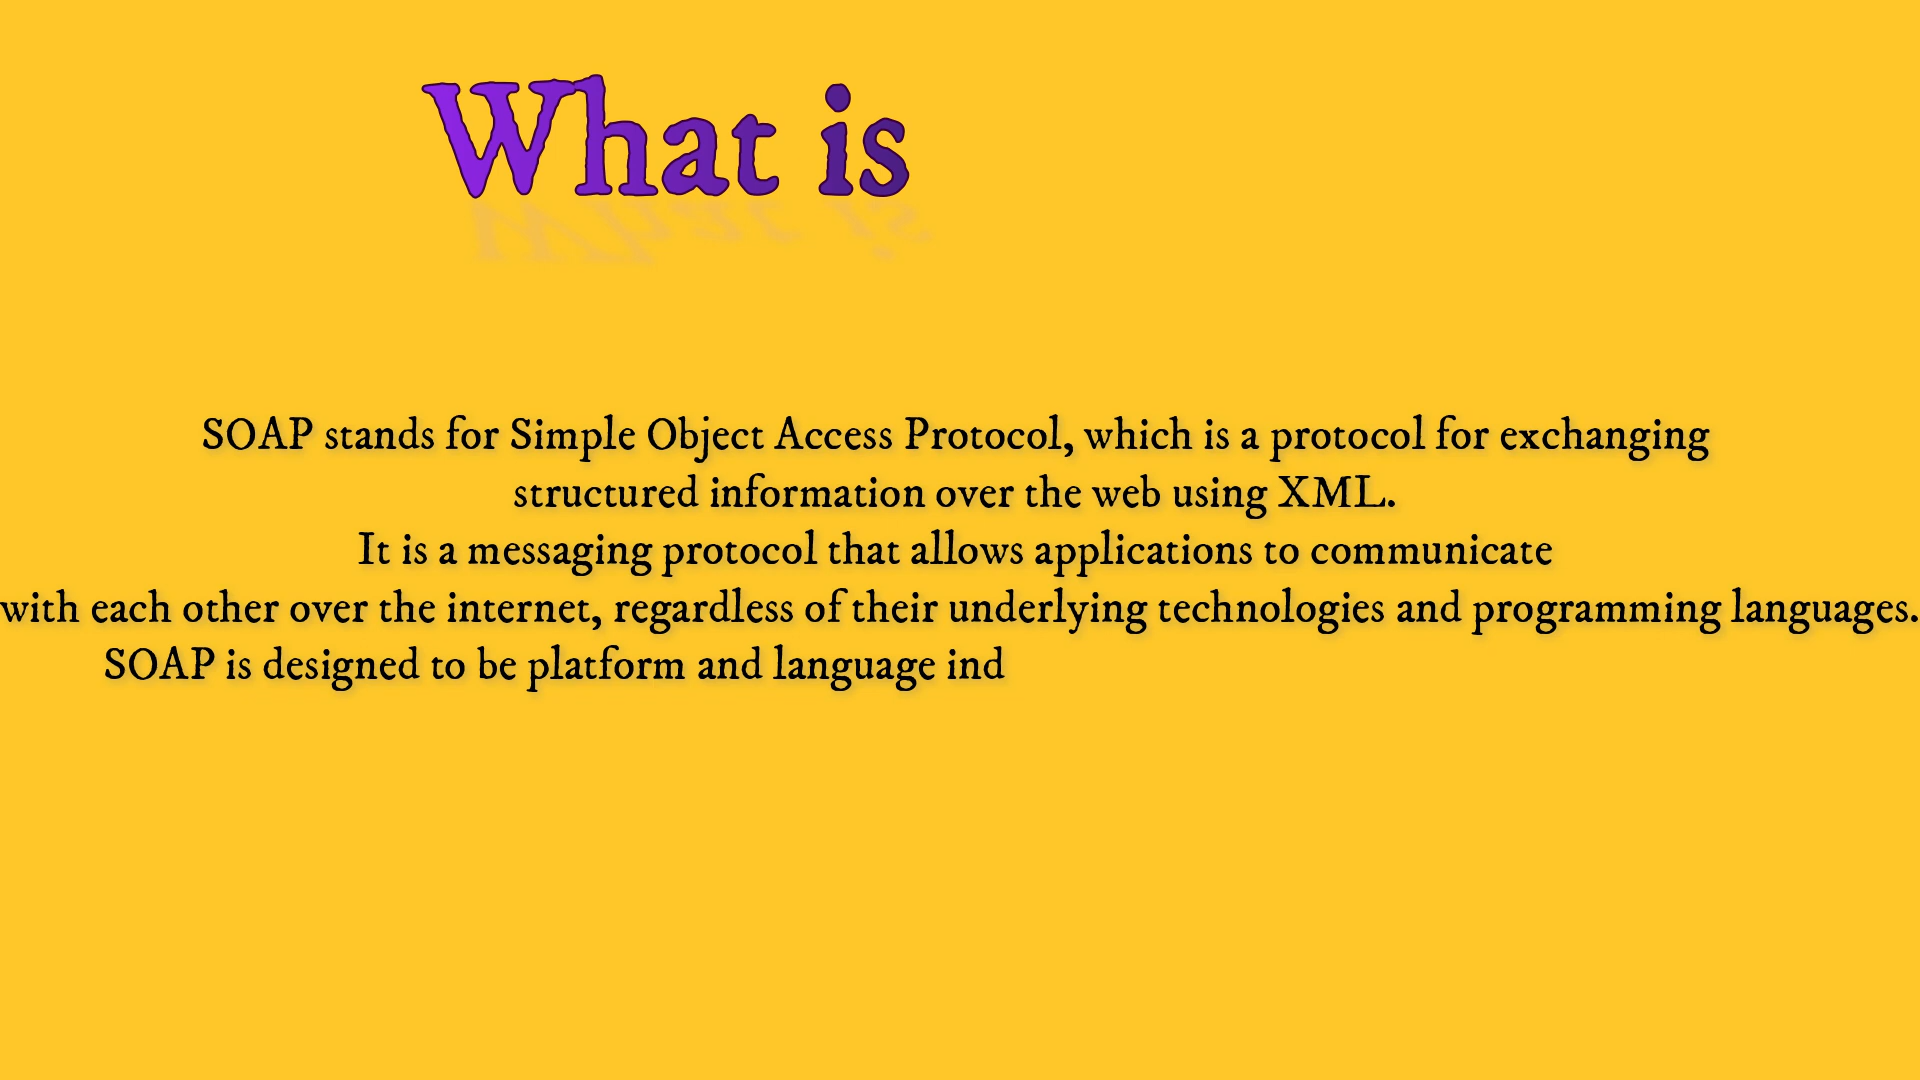 What is
SOAP stands for Simple Object Access Protocol, which is a protocol for exchanging
structured information over the web using XML.
It is a messaging protocol that allows applications to communicate
with each other over the internet, regardless of their underlying technologies and programming languages.
SOAP is designed to be platform and language ind